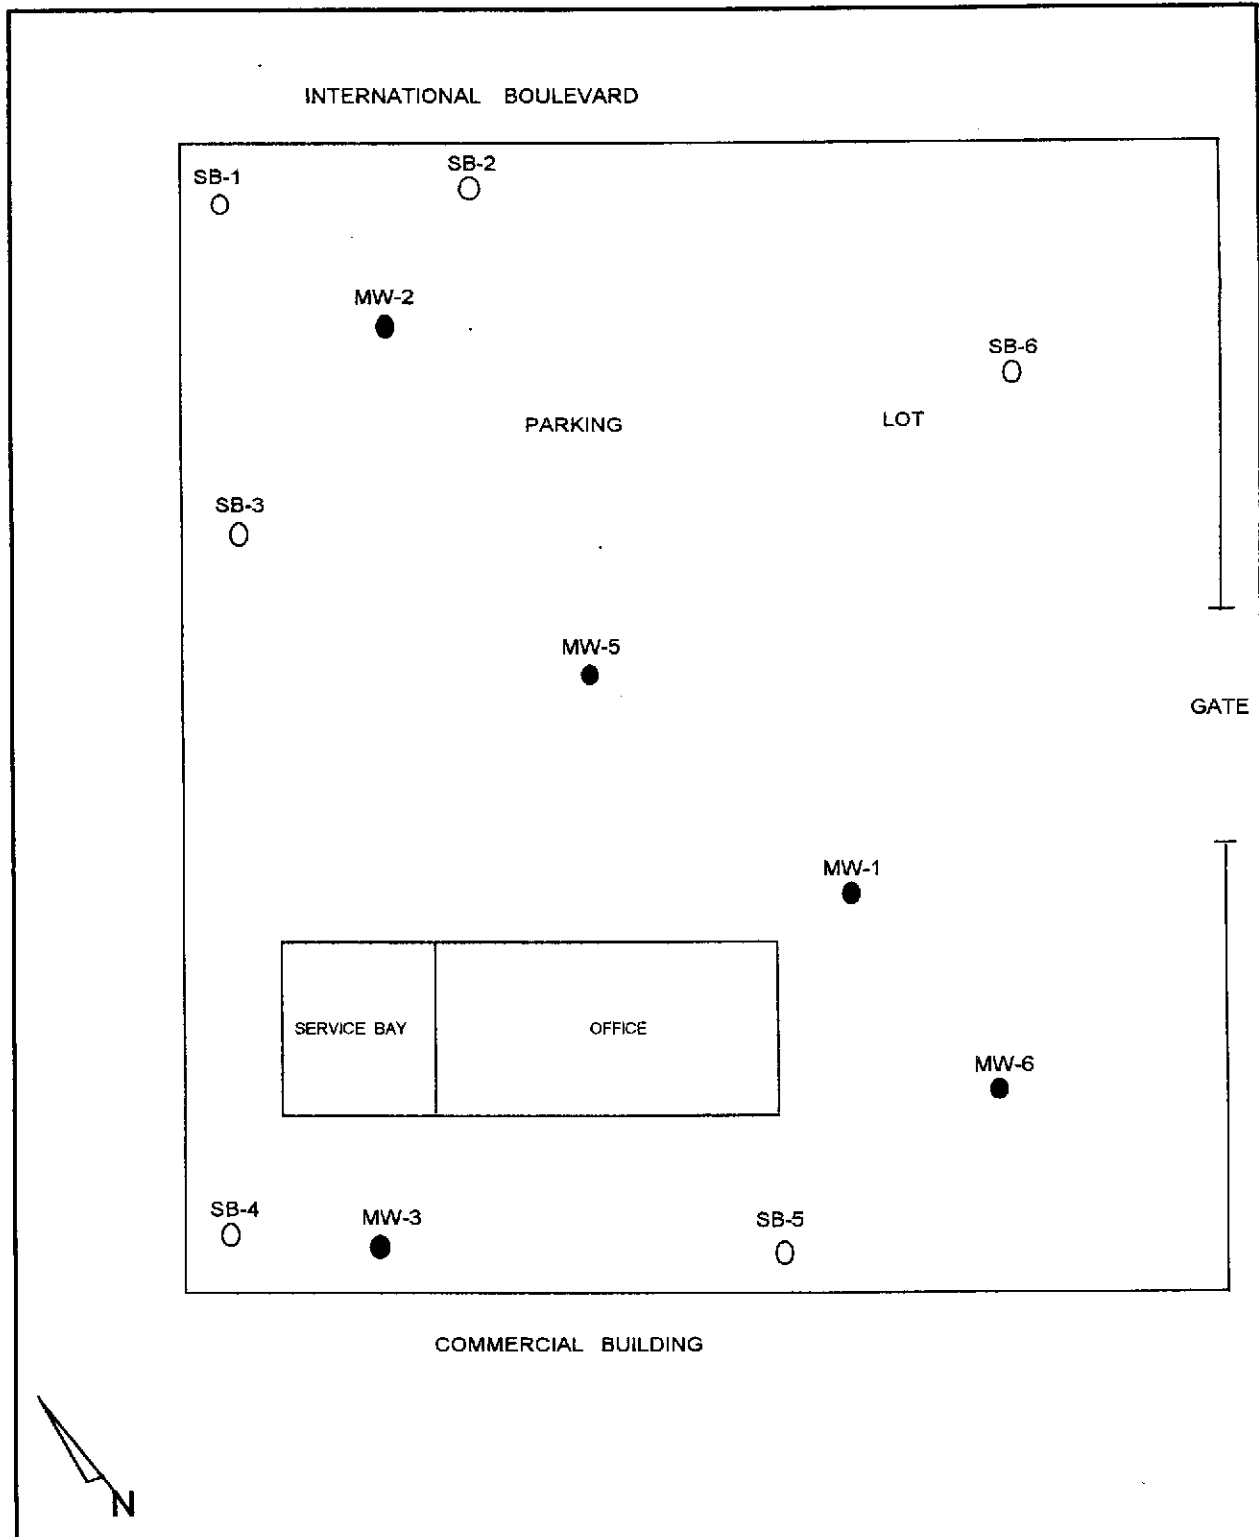 INTERNATIONAL BOULEVARD
SB-1
SB-2
MW-2
SB-6
PARKING LOT
SB-3
MW-5
GATE
MW-1
SERVICE BAY
OFFICE
MW-6
SB-4
MW-3
SB-5
COMMERCIAL BUILDING
N